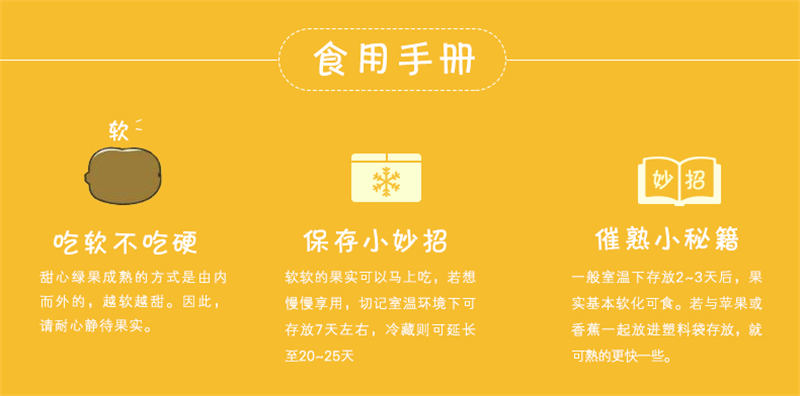 食用手册
软
吃软不吃硬
甜心绿果成熟的方式是由内
而外的，越软越甜。因此，
请耐心静待果实。
保存小妙招
软软的果实可以马上吃，若想
慢慢享用，切记室温环境下可
存放7天左右，冷藏则可延长
至20~25天
妙招
催熟小秘籍
一般室温下存放2~3天后，果
实基本软化可食。若与苹果或
香蕉一起放进塑料袋存放，就
可熟的更快一些。